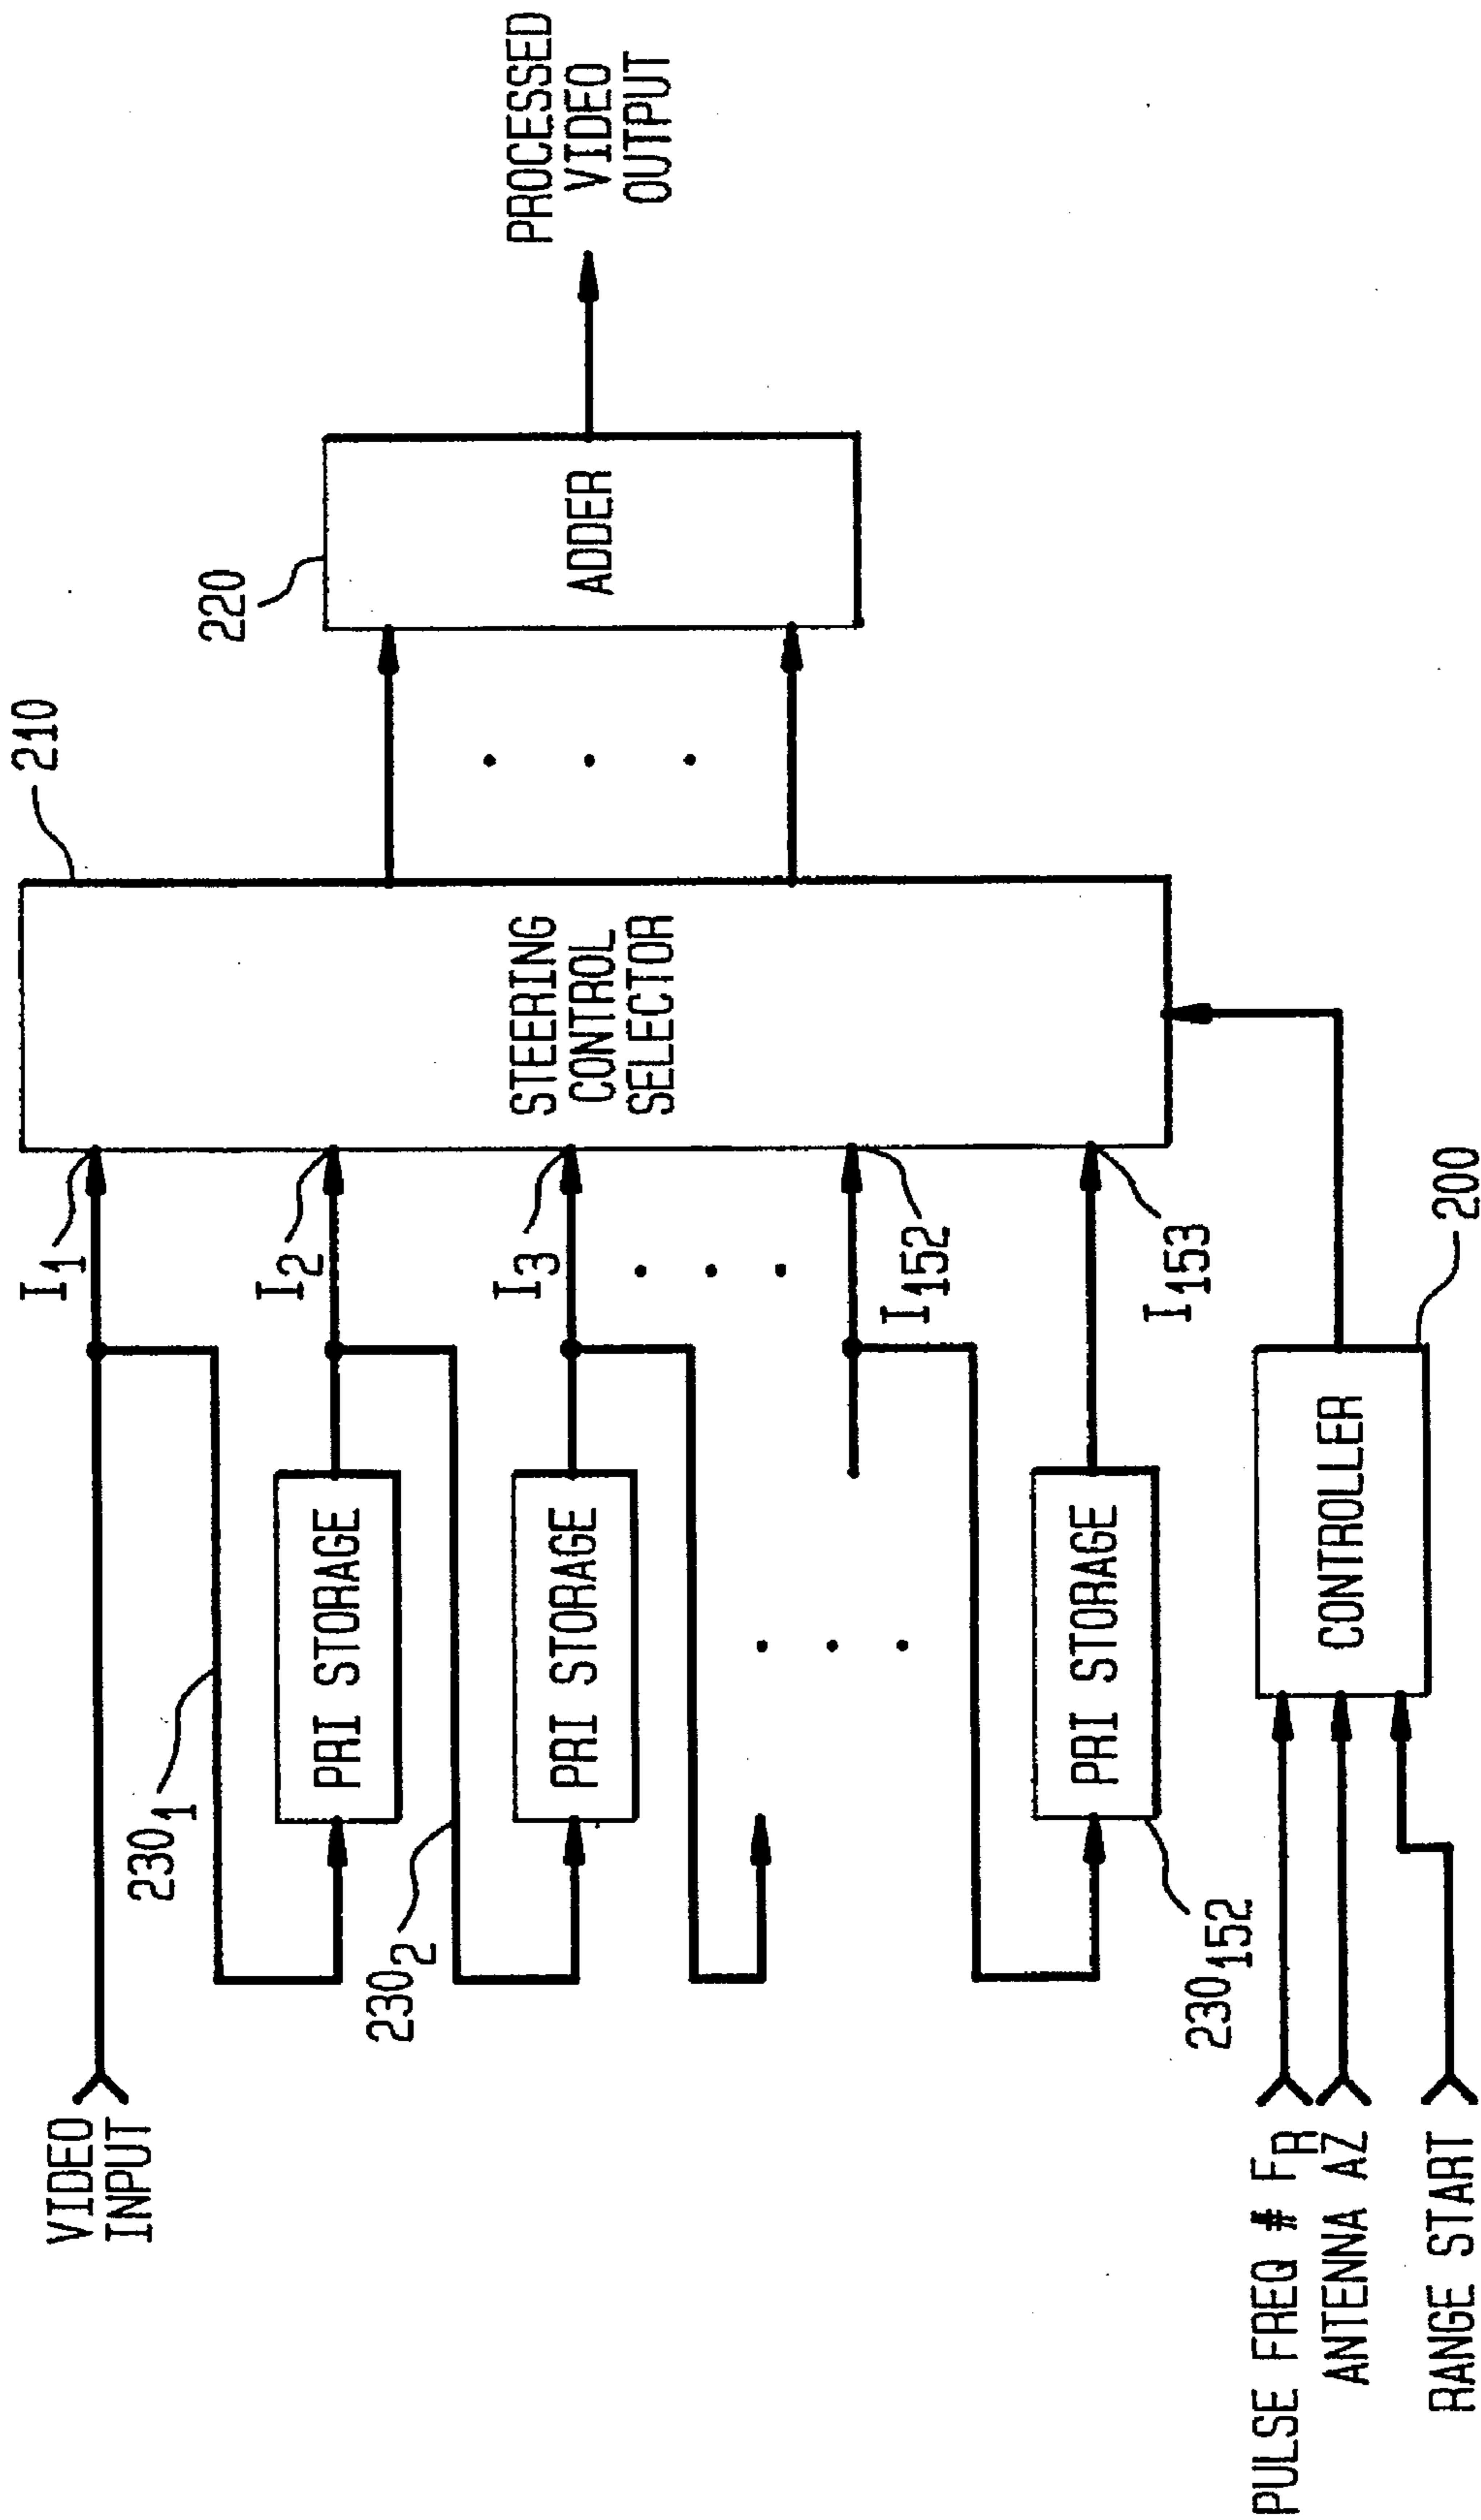 VIDEO
INPUT
230₁
PRI STORAGE
230₂
PRI STORAGE
230₁₅₂
PRI STORAGE
I₁
I₂
I₃
I₁₅₂
I₁₅₃
210
STEERING
CONTROL
SELECTOR
220
ADDER
PROCESSED
VIDEO
OUTPUT
PULSE FREQ # F_R
ANTENNA AZ
RANGE START
CONTROLLER
200